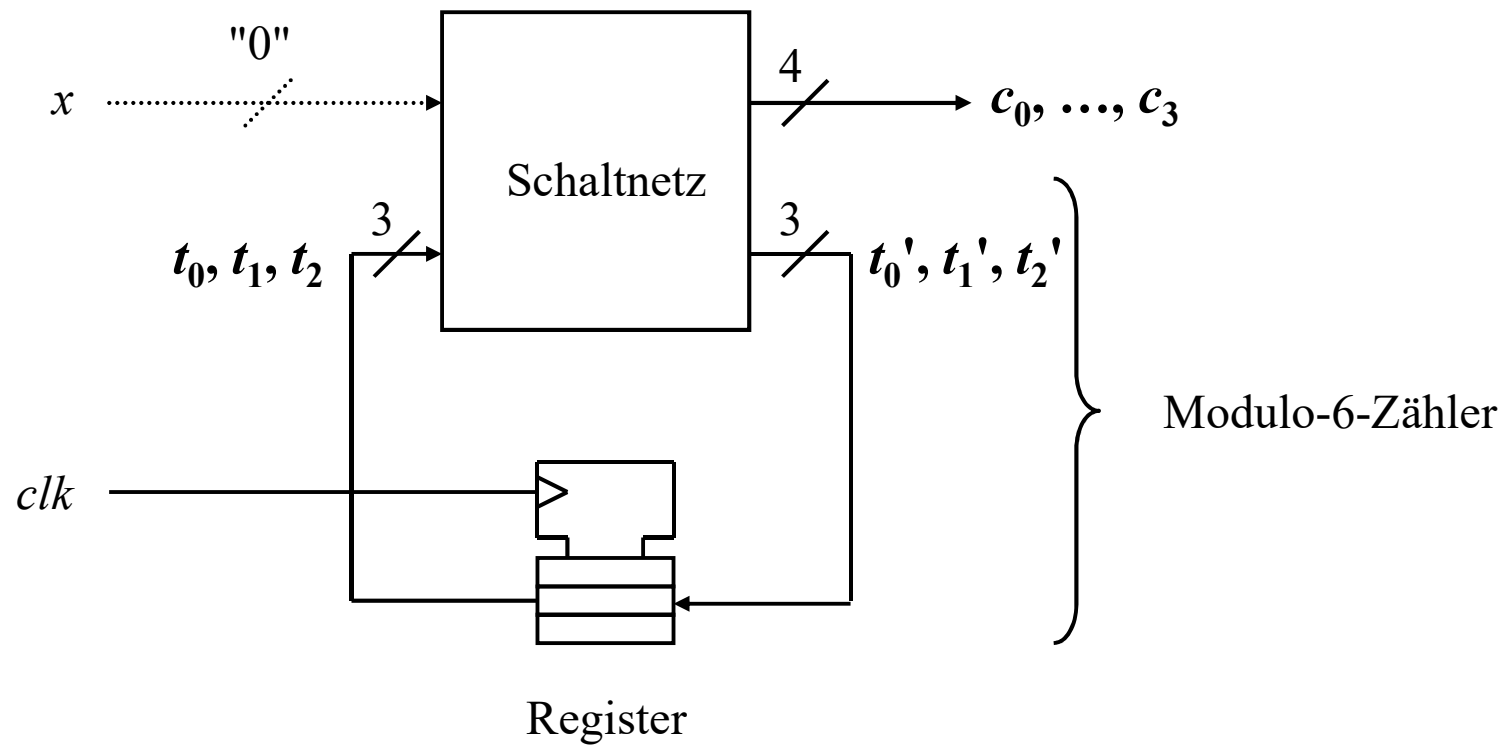 "0"
x
4
c₀, …, c₃
Schaltnetz
3
t₀, t₁, t₂
3
t₀', t₁', t₂'
Modulo-6-Zähler
clk
Register